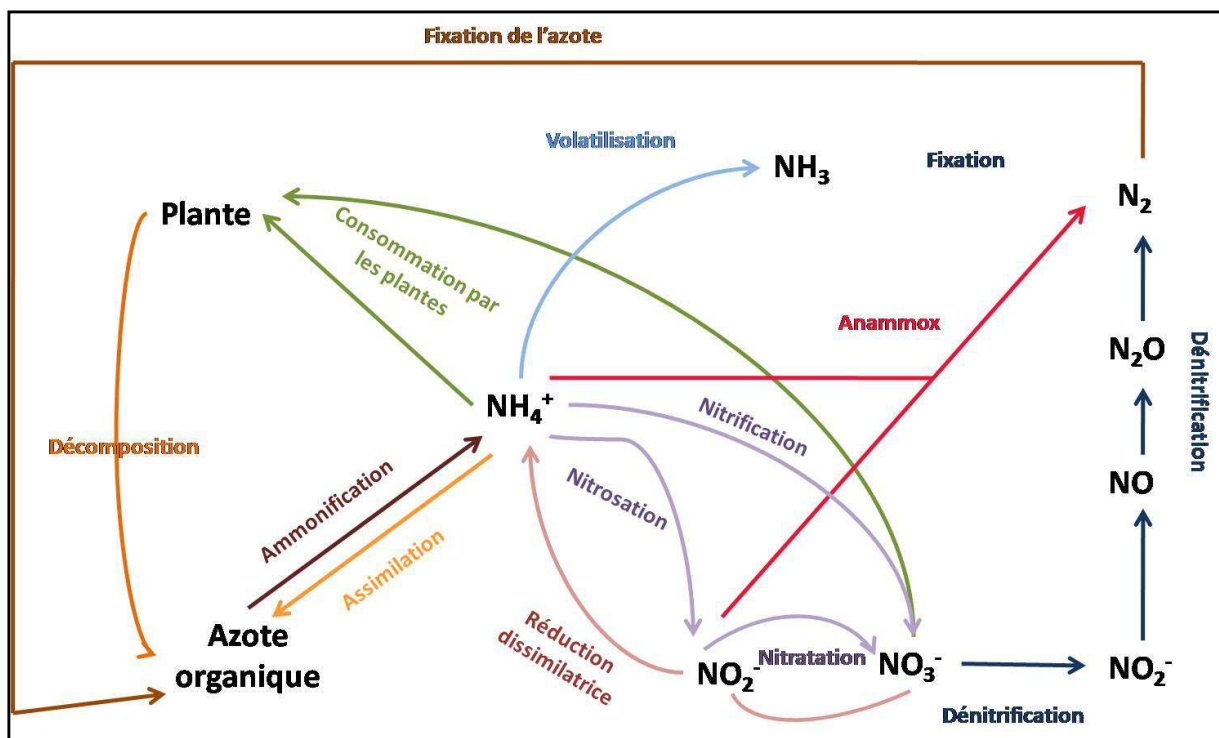 Fixation de l’azote
Volatilisation
NH₃
Fixation
N₂
Plante
Consommation par
les plantes
Anammox
N₂O
Dénitrification
NH₄⁺
Nitrification
Décomposition
Ammonification
Assimilation
Nitrosation
NO
Azote
organique
Réduction
dissimilatrice
NO₂⁻
Nitratation
NO₃⁻
NO₂⁻
Dénitrification